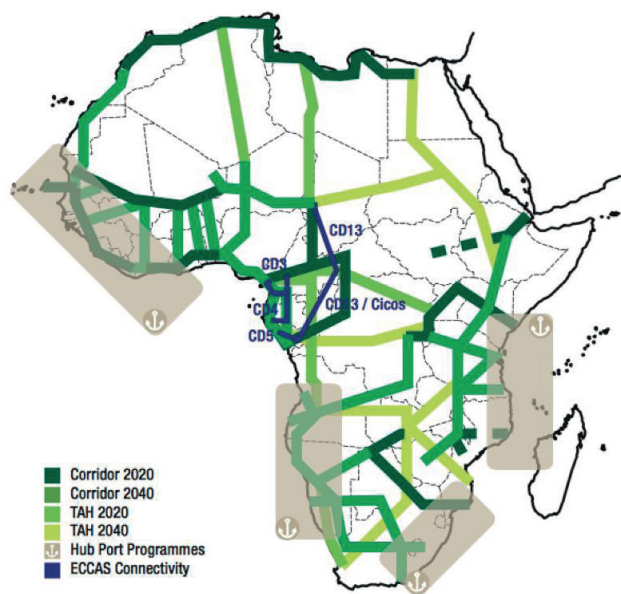 CD13
CD3
CD13 / Cicos
CD4
CD5
Corridor 2020
Corridor 2040
TAH 2020
TAH 2040
Hub Port Programmes
ECCAS Connectivity